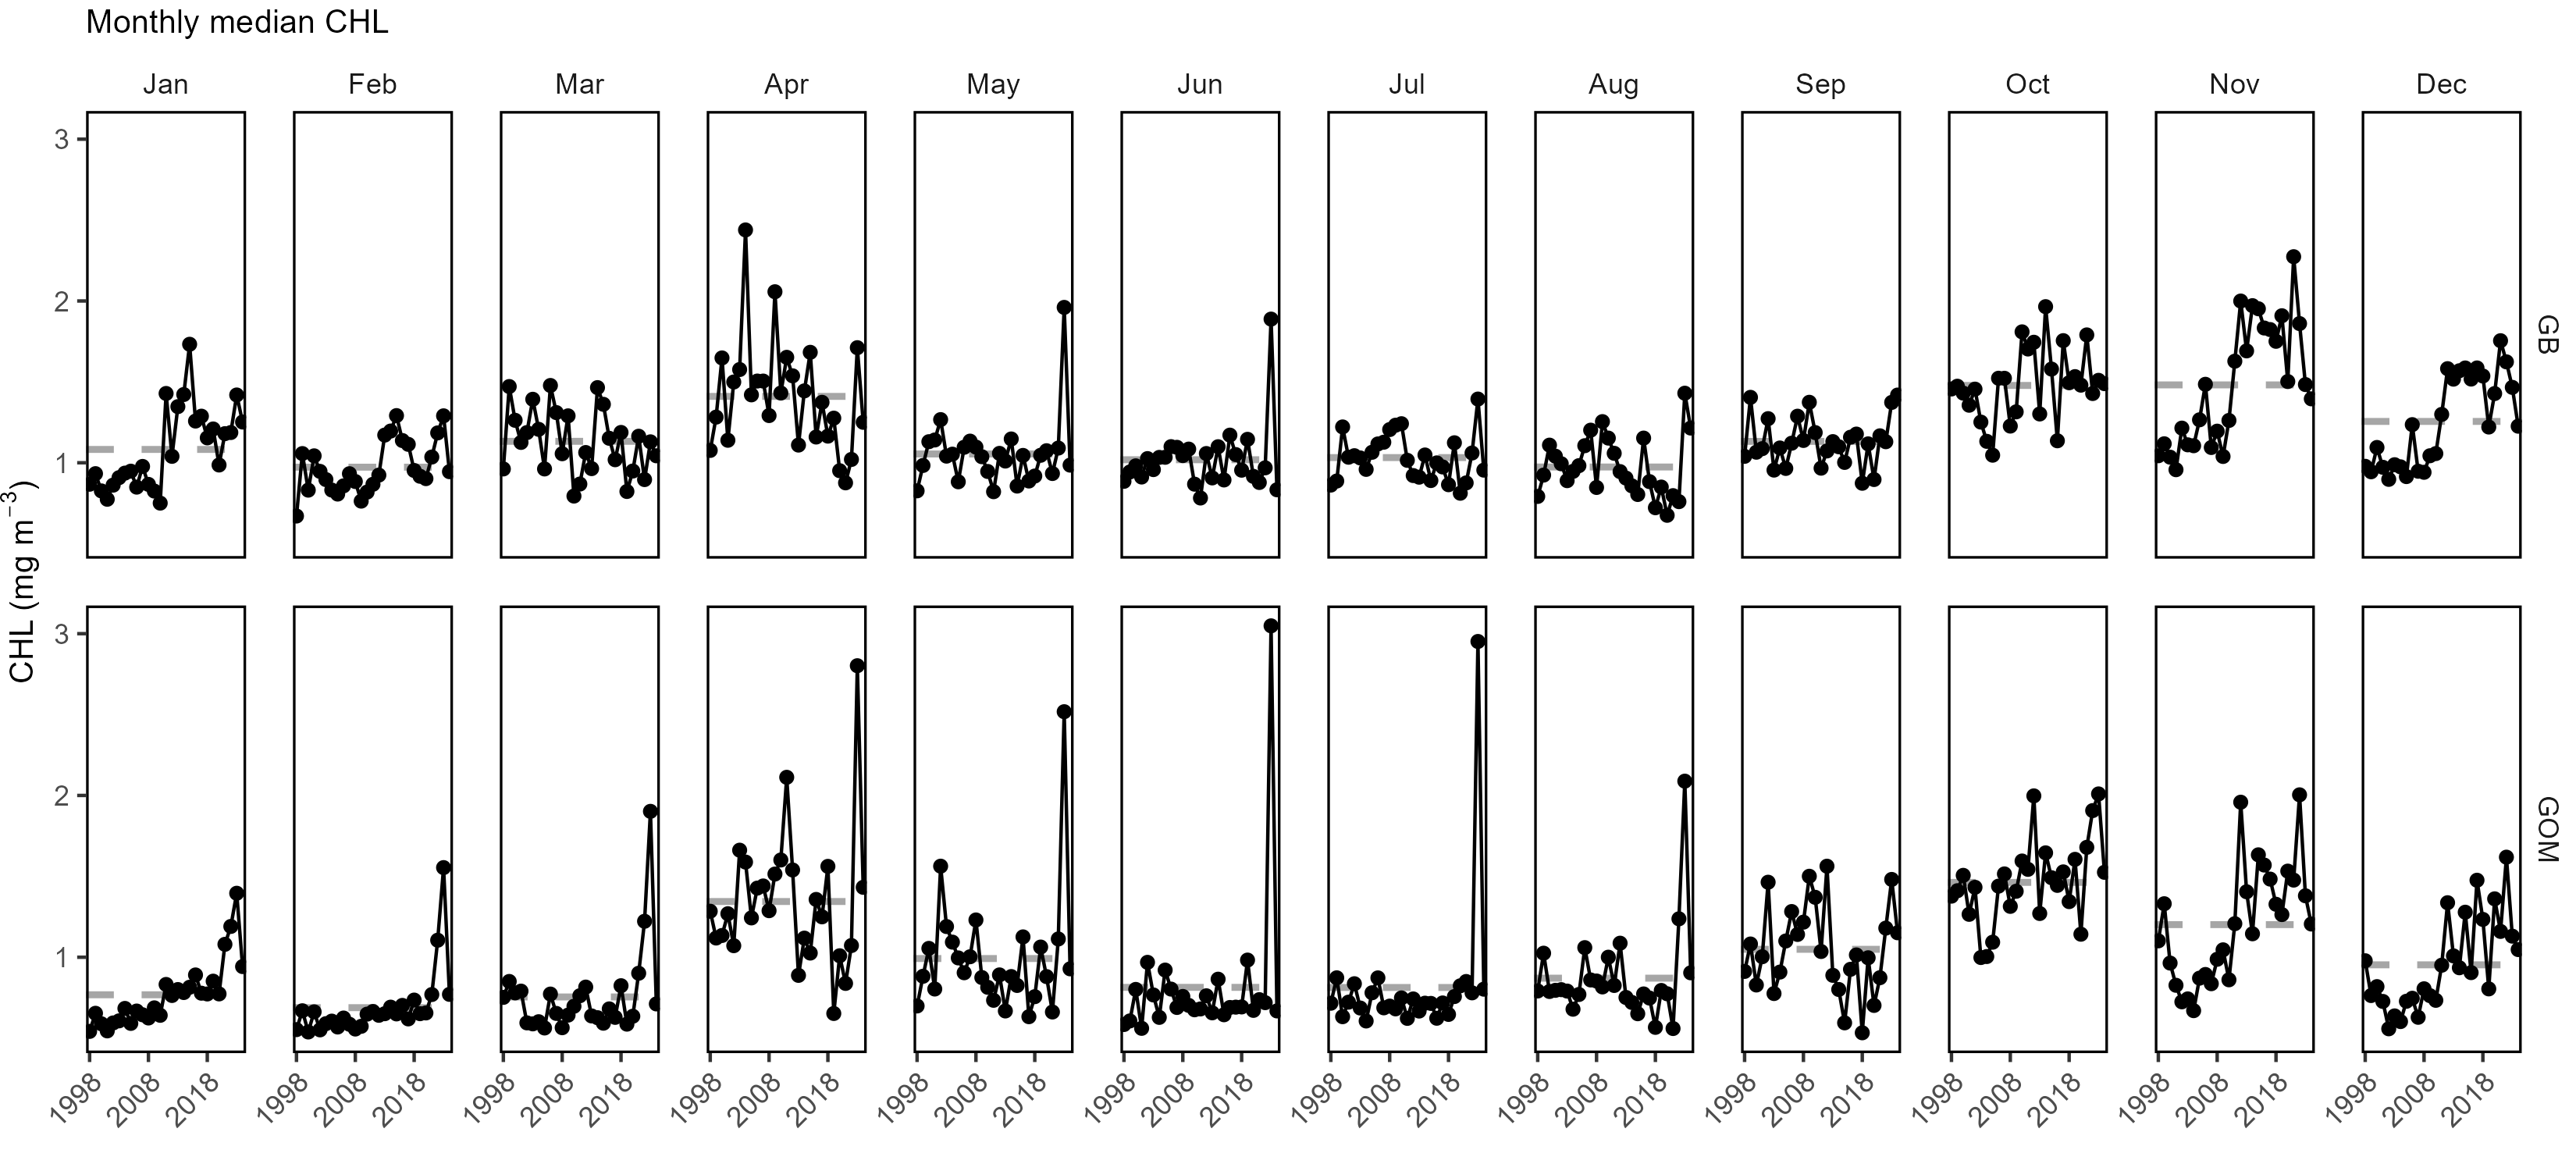 Monthly median CHL
Jan Feb Mar Apr May Jun Jul Aug Sep Oct Nov Dec
3
2
1
GB
CHL (mg m⁻³)
3
2
1
GOM
1998 2008 2018 1998 2008 2018 1998 2008 2018 1998 2008 2018 1998 2008 2018 1998 2008 2018 1998 2008 2018 1998 2008 2018 1998 2008 2018 1998 2008 2018 1998 2008 2018 1998 2008 2018